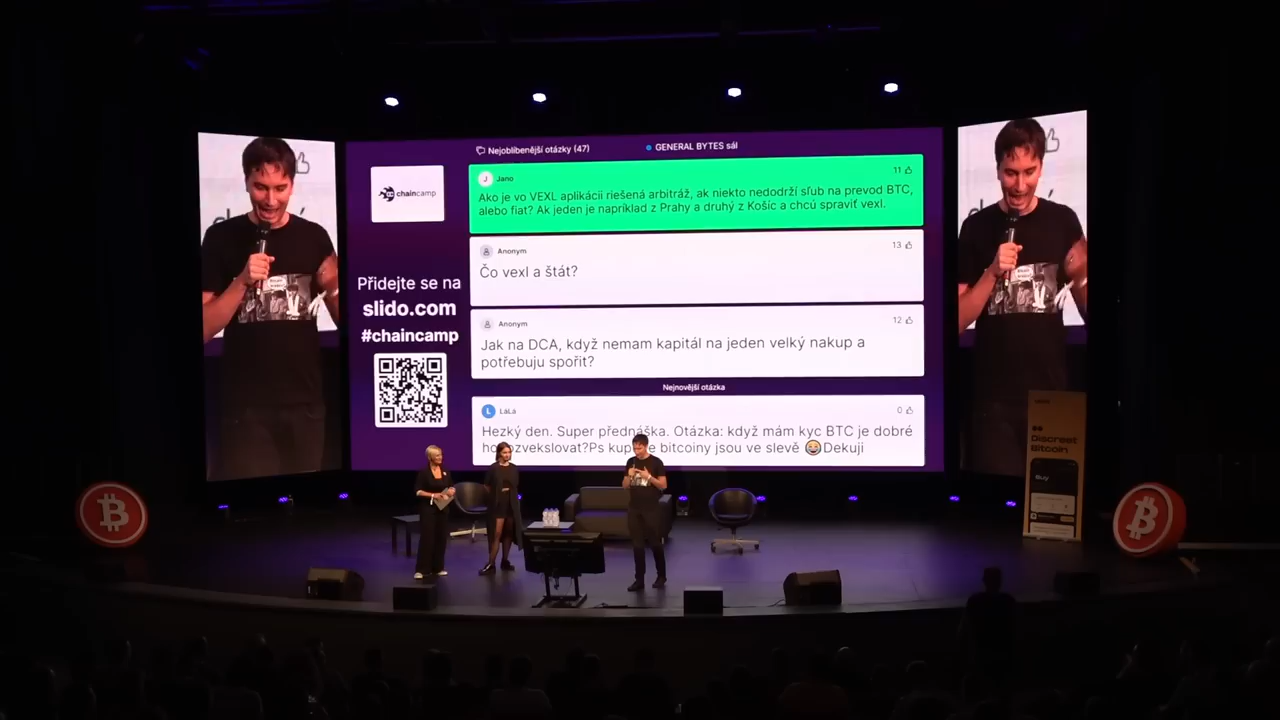 Nejoblíbenější otázky (47)
GENERAL BYTES sál
chaincamp
Přidejte se na
slido.com
#chaincamp
J Jano
11
Ako je vo VEXL aplikácii riešená arbitráž, ak niekto nedodrží sľub na prevod BTC,
alebo fiat? Ak jeden je napríklad z Prahy a druhý z Košíc a chcú spraviť vexl.
Anonym
13
Čo vexl a štát?
Anonym
12
Jak na DCA, když nemam kapitál na jeden velký nakup a
potřebuju spořit?
Nejnovější otázka
L LaLa
0
Hezký den. Super přednáška. Otázka: když mám kyc BTC je dobré
bitcoiny jsou ve slevě 😂Dekuji
Discreet
Bitcoin
Buy